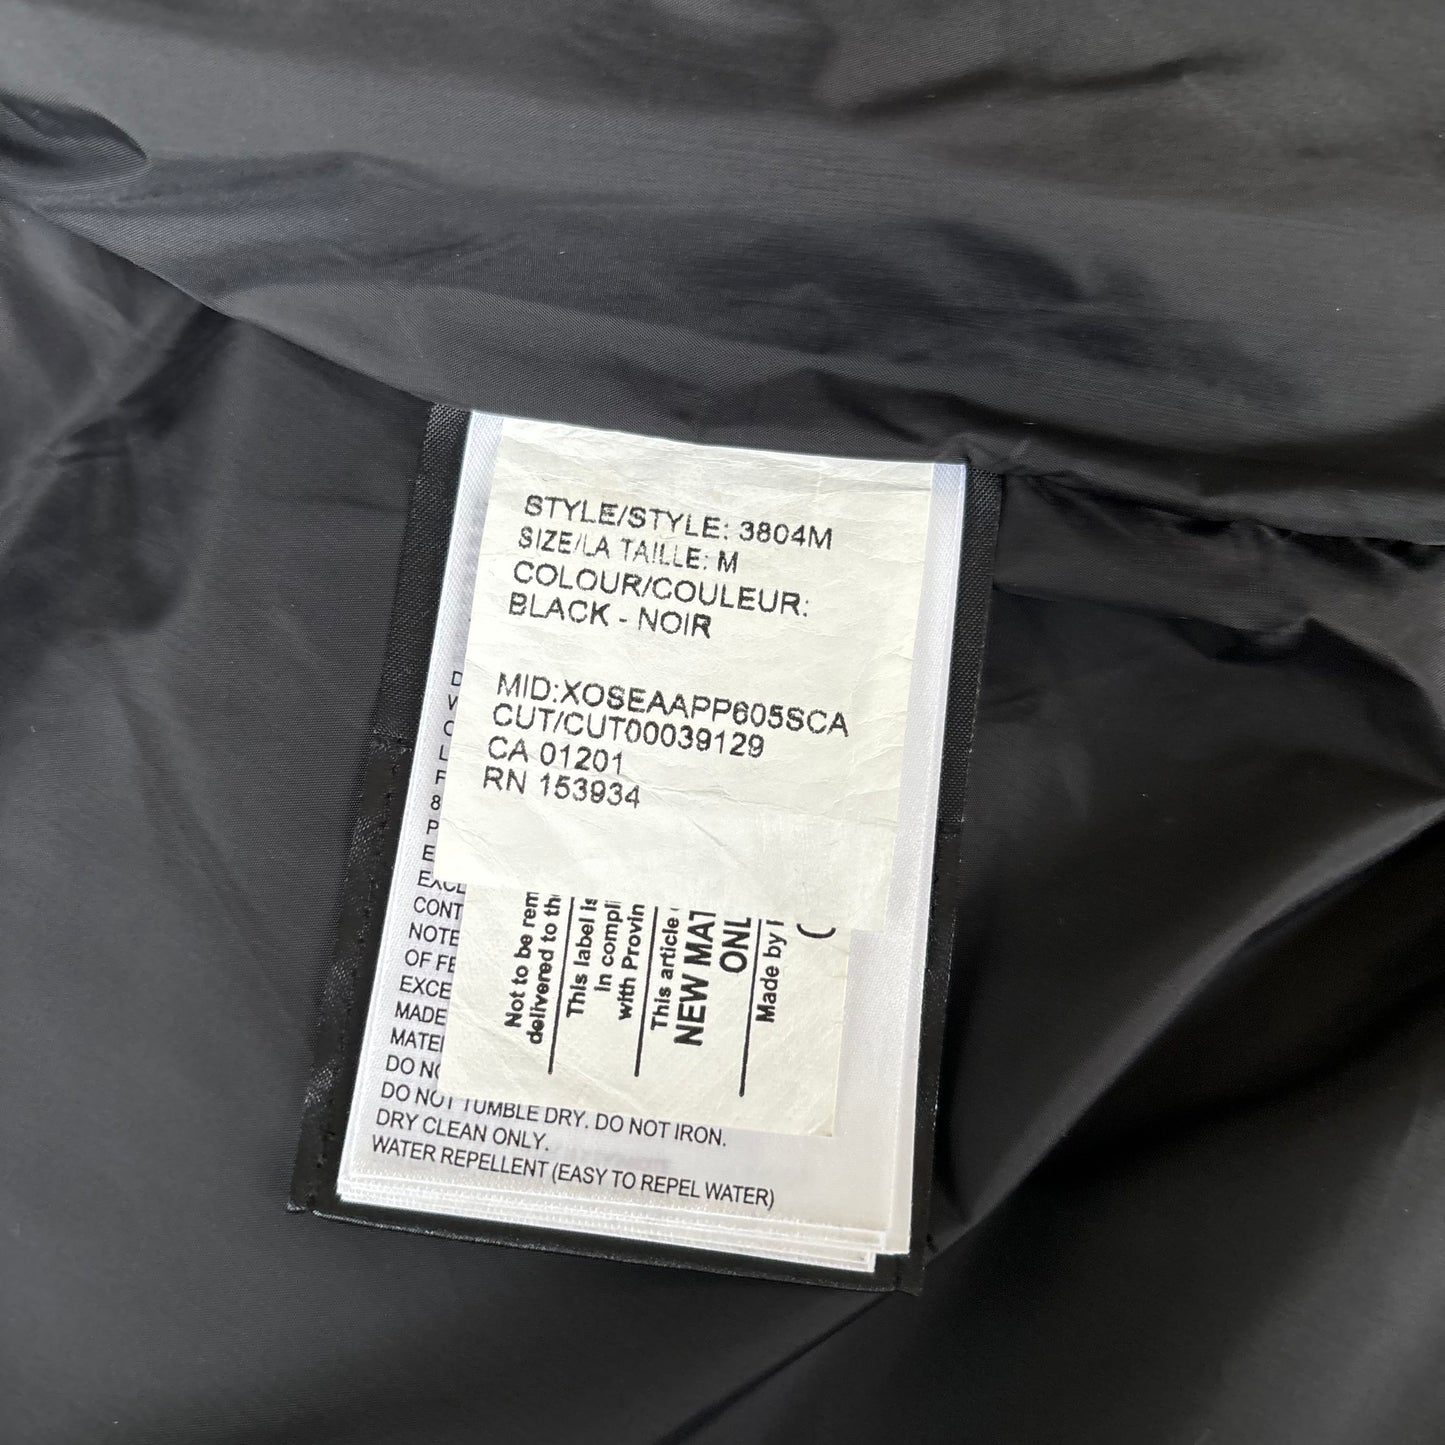 STYLE/STYLE: 3804M
SIZE/LA TAILLE: M
COLOUR/COULEUR:
BLACK - NOIR
MID:XOSEAAPP605SCA
CUT/CUT00039129
CA 01201
RN 153934
Not to be rem
delivered to th
This label is
in compli
with Provin
This article
NEW MAT
ONL
Made by
EXCL
CONT
NOTE
OF FE
EXCE
MADE
MATE
DO NO
DO NOT TUMBLE DRY. DO NOT IRON.
DRY CLEAN ONLY.
WATER REPELLENT (EASY TO REPEL WATER)